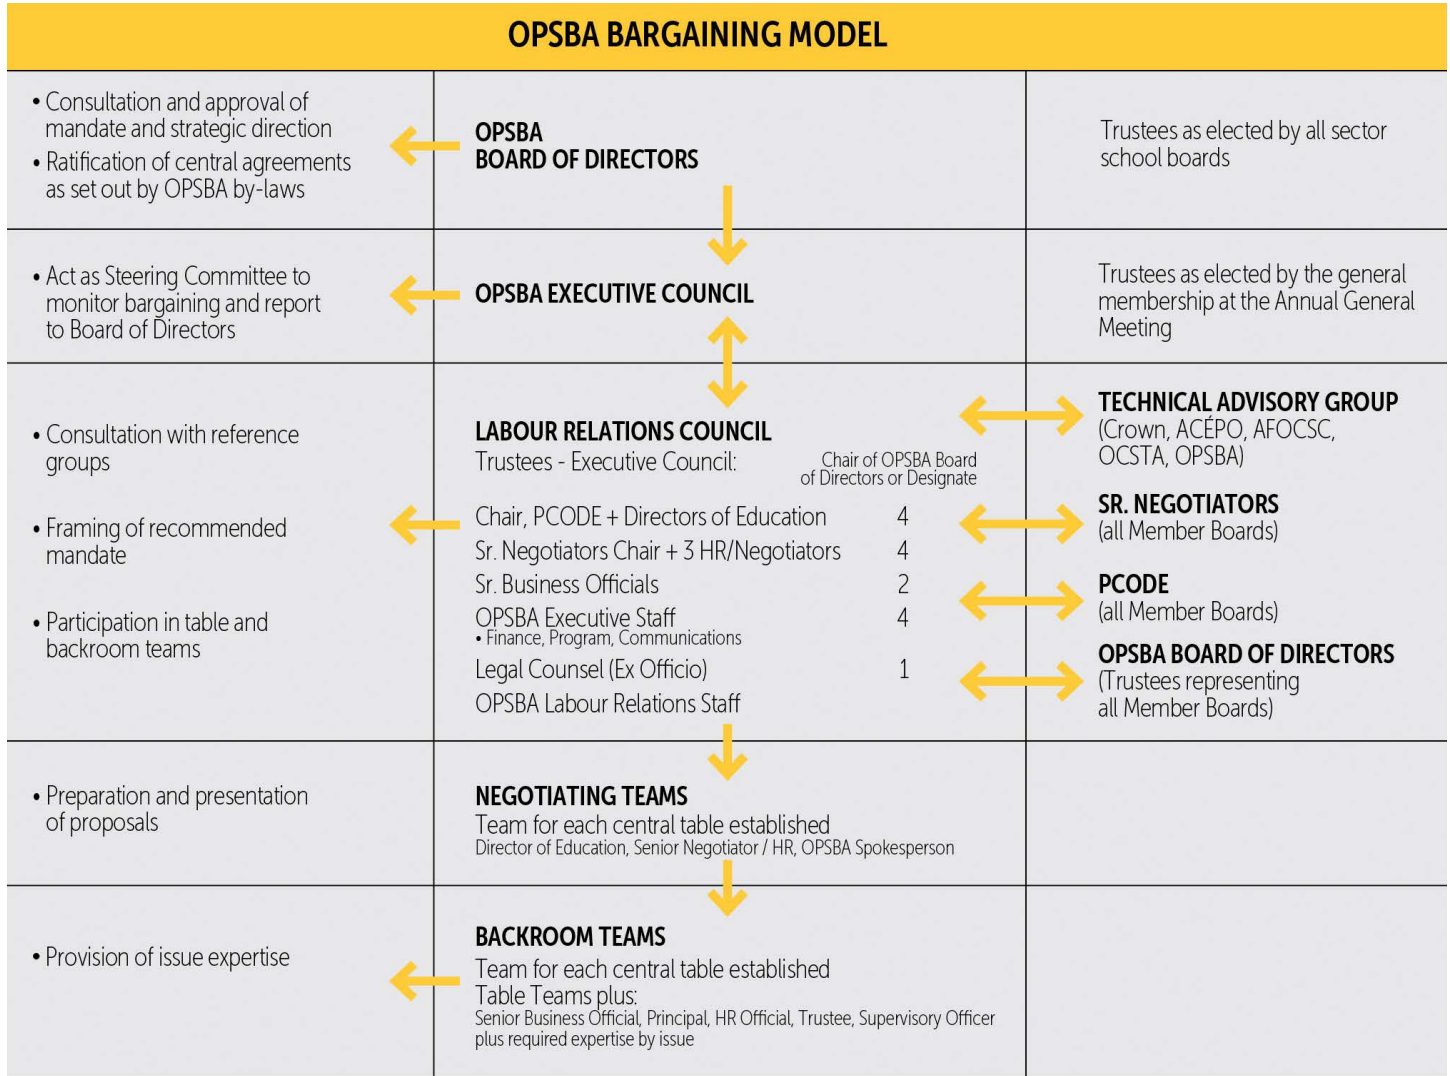 OPSBA BARGAINING MODEL
• Consultation and approval of
mandate and strategic direction
• Ratification of central agreements
as set out by OPSBA by-laws
OPSBA
BOARD OF DIRECTORS
Trustees as elected by all sector
school boards
• Act as Steering Committee to
monitor bargaining and report
to Board of Directors
OPSBA EXECUTIVE COUNCIL
Trustees as elected by the general
membership at the Annual General
Meeting
• Consultation with reference
groups
• Framing of recommended
mandate
• Participation in table and
backroom teams
LABOUR RELATIONS COUNCIL
Trustees - Executive Council:
Chair of OPSBA Board
of Directors or Designate
Chair, PCODE + Directors of Education 4
Sr. Negotiators Chair + 3 HR/Negotiators 4
Sr. Business Officials 2
OPSBA Executive Staff 4
• Finance, Program, Communications
Legal Counsel (Ex Officio) 1
OPSBA Labour Relations Staff
TECHNICAL ADVISORY GROUP
(Crown, ACÉPO, AFOCSC,
OCSTA, OPSBA)
SR. NEGOTIATORS
(all Member Boards)
PCODE
(all Member Boards)
OPSBA BOARD OF DIRECTORS
(Trustees representing
all Member Boards)
• Preparation and presentation
of proposals
NEGOTIATING TEAMS
Team for each central table established
Director of Education, Senior Negotiator / HR, OPSBA Spokesperson
• Provision of issue expertise
BACKROOM TEAMS
Team for each central table established
Table Teams plus:
Senior Business Official, Principal, HR Official, Trustee, Supervisory Officer
plus required expertise by issue